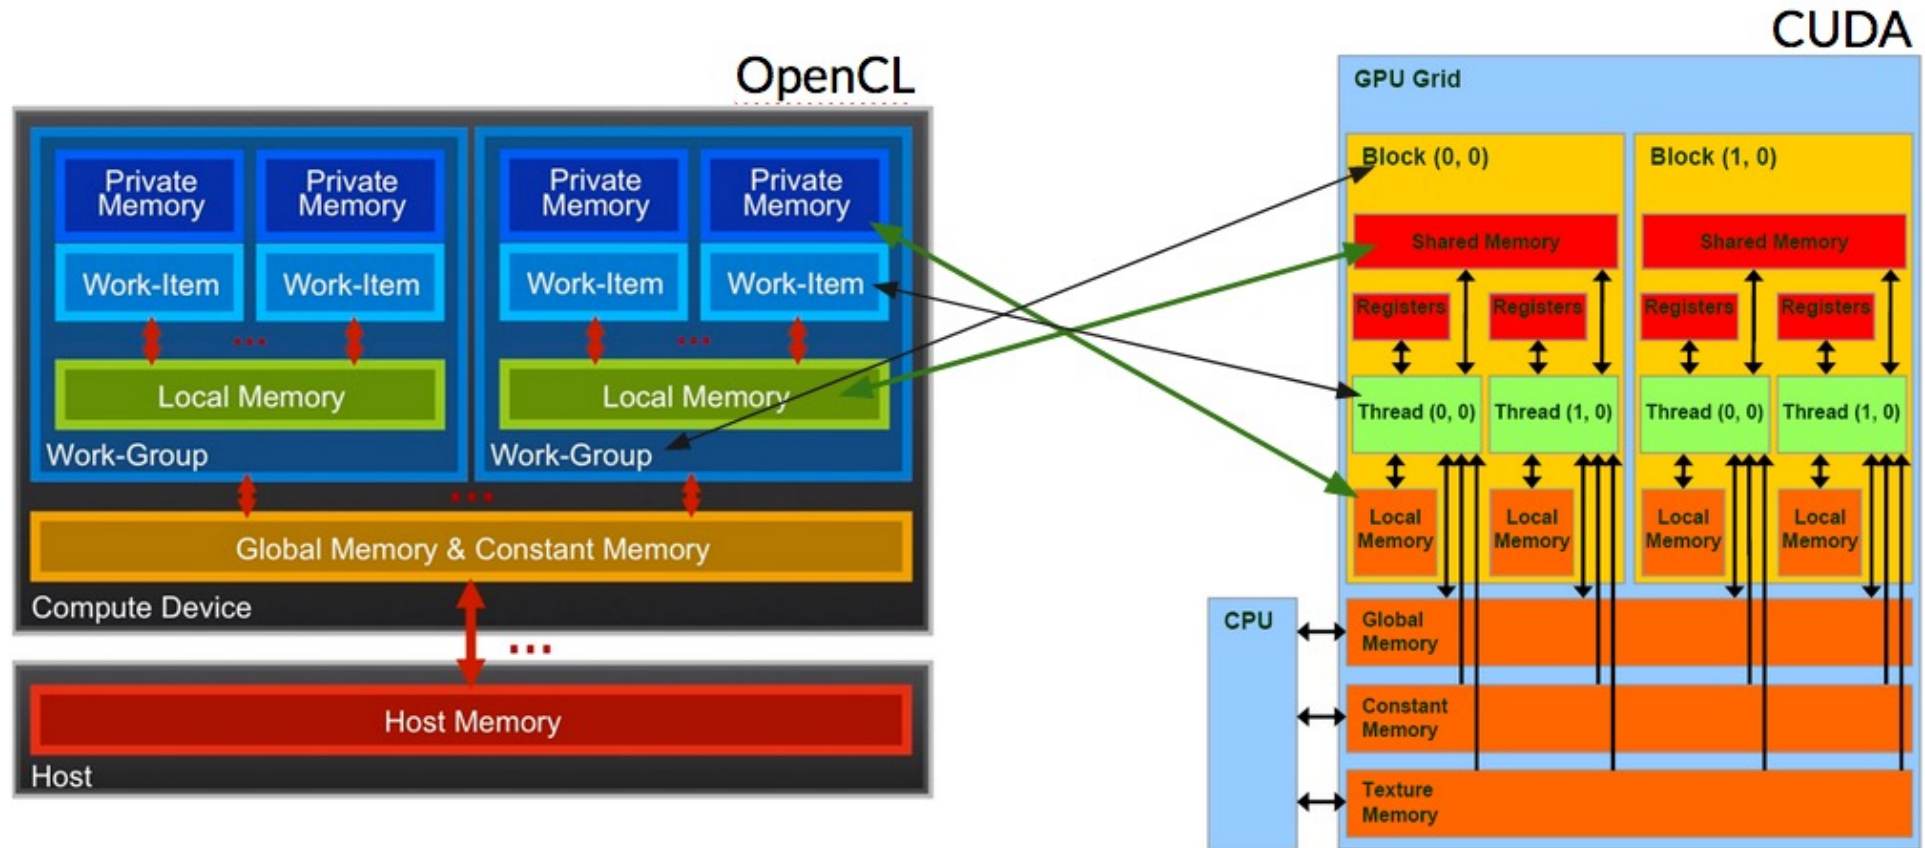 OpenCL
Private
Memory
Private
Memory
Private
Memory
Private
Memory
Work-Item
Work-Item
Work-Item
Work-Item
...
...
Local Memory
Local Memory
Work-Group
Work-Group
...
Global Memory & Constant Memory
Compute Device
...
Host Memory
Host
CUDA
GPU Grid
Block (0, 0)
Block (1, 0)
Shared Memory
Shared Memory
Registers
Registers
Registers
Registers
Thread (0, 0)
Thread (1, 0)
Thread (0, 0)
Thread (1, 0)
Local
Memory
Local
Memory
Local
Memory
Local
Memory
CPU
Global
Memory
Constant
Memory
Texture
Memory